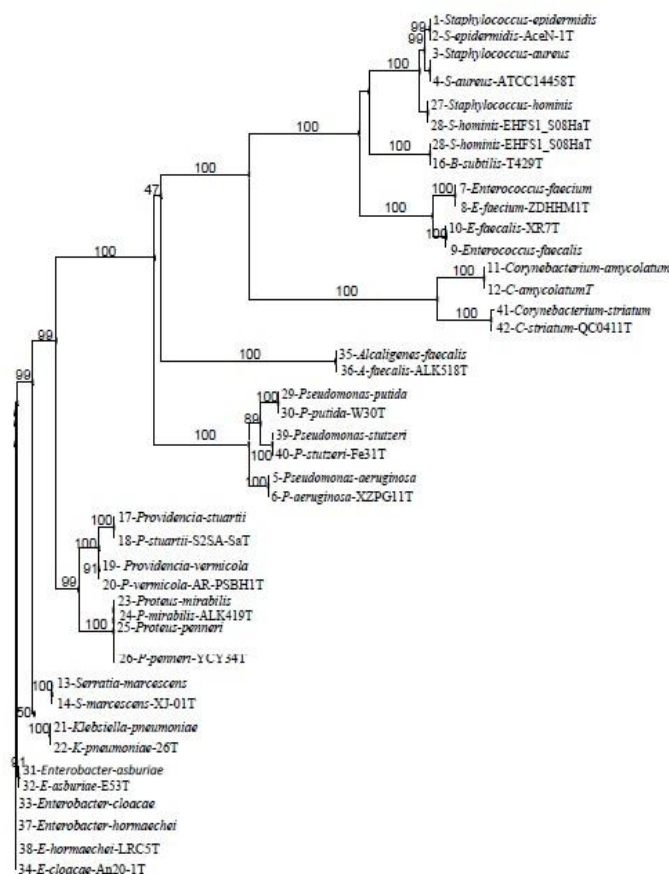 99
1-Staphylococcus-epidermidis
2-S-epidermidis-AceN-1T
99
3-Staphylococcus-aureus
4-S-aureus-ATCC14458T
100
100
27-Staphylococcus-hominis
28-S-hominis-EHFS1_S08HaT
100
100
28-S-hominis-EHFS1_S08HaT
16-B-subtilis-T429T
100
7-Enterococcus-faecium
8-E-faecium-ZDHHM1T
47
100
100
10-E-faecalis-XR7T
9-Enterococcus-faecalis
100
100
11-Corynebacterium-amycolatum
12-C-amycolatumT
100
100
41-Corynebacterium-striatum
42-C-striatum-QC0411T
99
100
35-Alcaligenes-faecalis
36-A-faecalis-ALK518T
99
100
29-Pseudomonas-putida
30-P-putida-W30T
89
39-Pseudomonas-stutzeri
100
100
40-P-stutzeri-Fe31T
100
5-Pseudomonas-aeruginosa
6-P-aeruginosa-XZPG11T
100
17-Providencia-stuartii
18-P-stuartii-S2SA-SaT
100
91
19-Providencia-vermicola
20-P-vermicola-AR-PSBH1T
99
23-Proteus-mirabilis
24-P-mirabilis-ALK419T
100
25-Proteus-penneri
26-P-penneri-YCY34T
100
13-Serratia-marcescens
14-S-marcescens-XJ-01T
50
100
21-Klebsiella-pneumoniae
22-K-pneumoniae-26T
91
31-Enterobacter-asburiae
32-E-asburiae-E53T
33-Enterobacter-cloacae
37-Enterobacter-hormaechei
38-E-hormaechei-LRC5T
34-E-cloacae-An20-1T